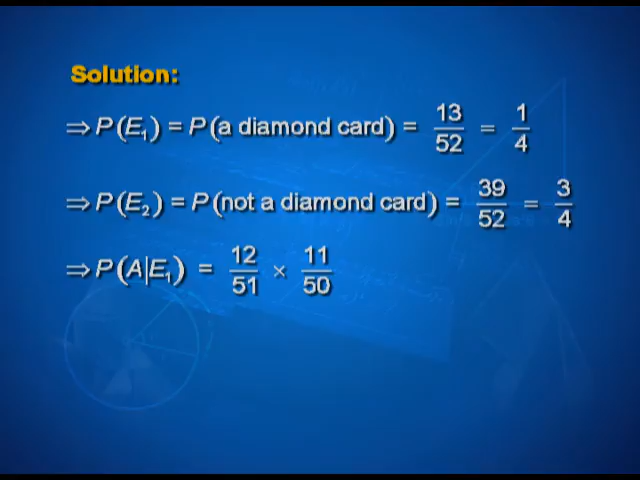 Solution:
⇒ P(E₁) = P(a diamond card) = 13/52 = 1/4
⇒ P(E₂) = P(not a diamond card) = 39/52 = 3/4
⇒ P(A|E₁) = 12/51 × 11/50